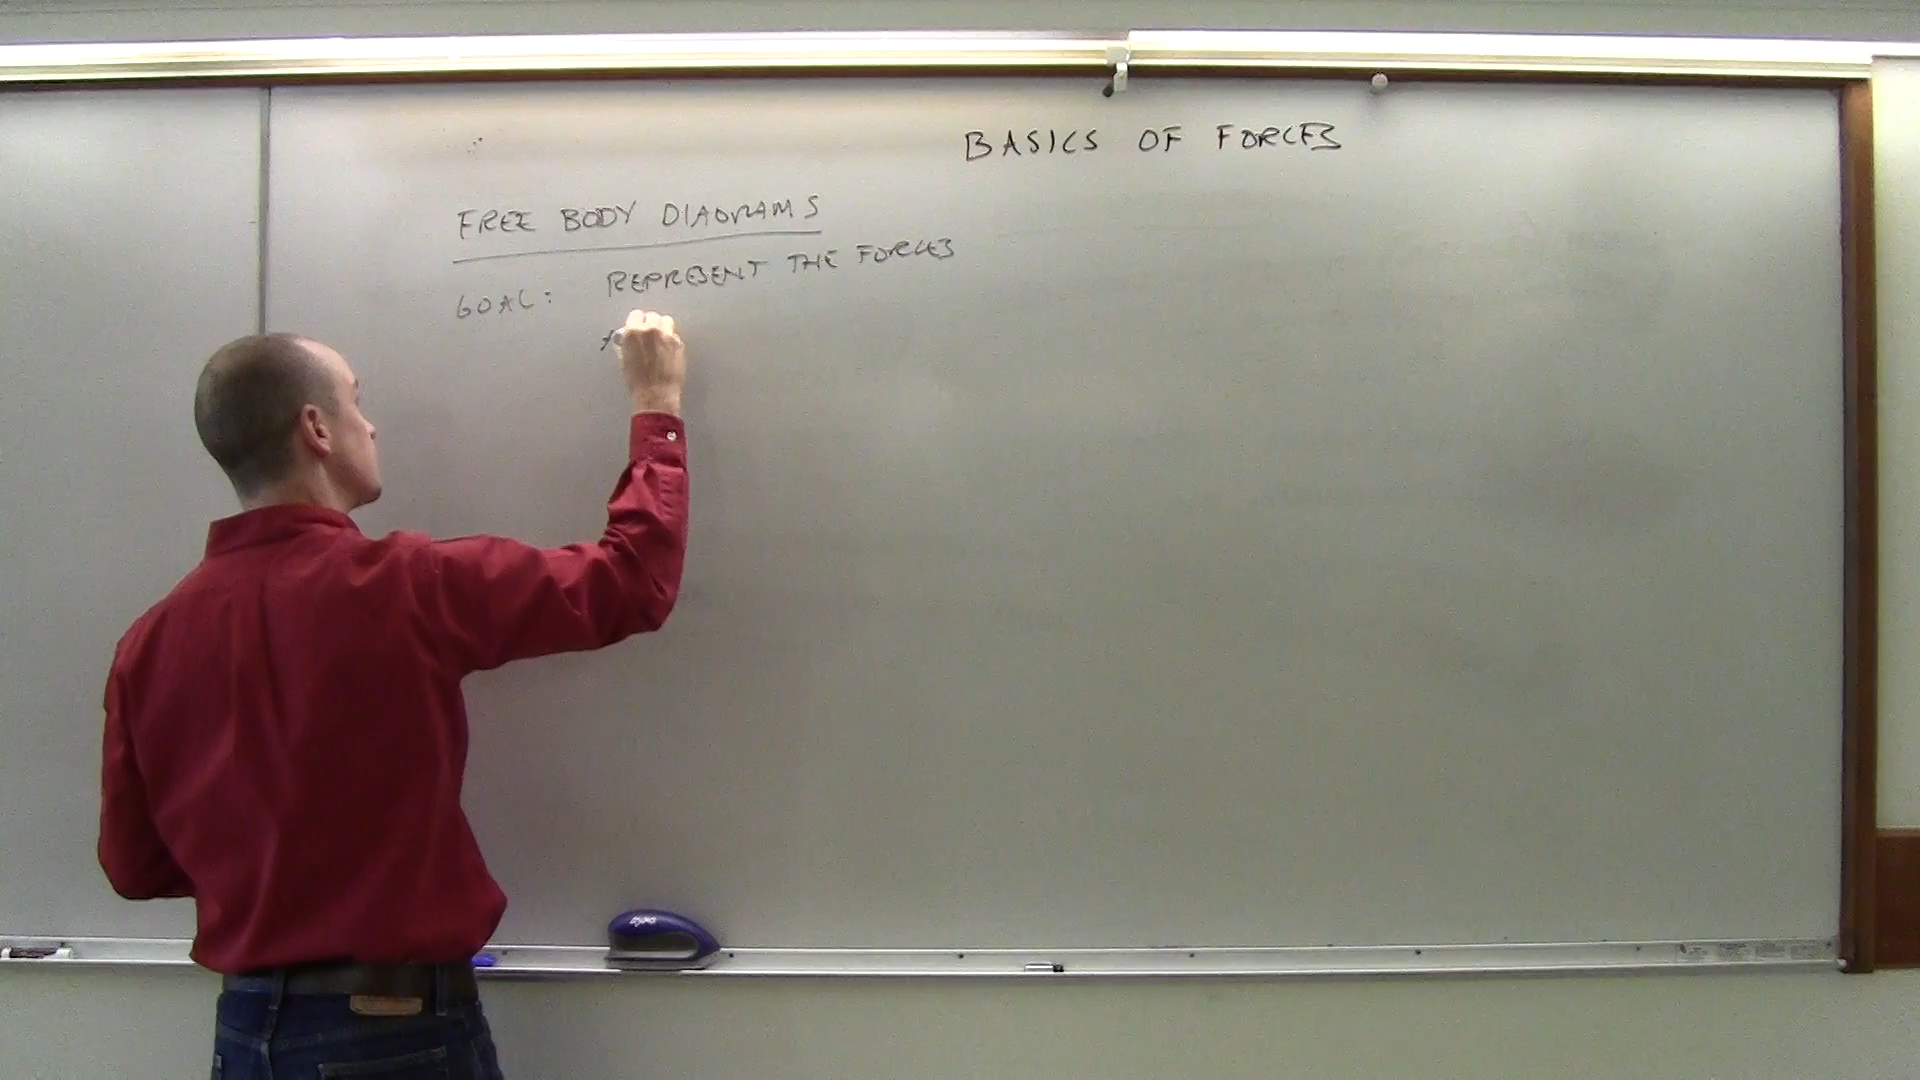 BASICS OF FORCES
FREE BODY DIAGRAMS
GOAL: REPRESENT THE FORCES